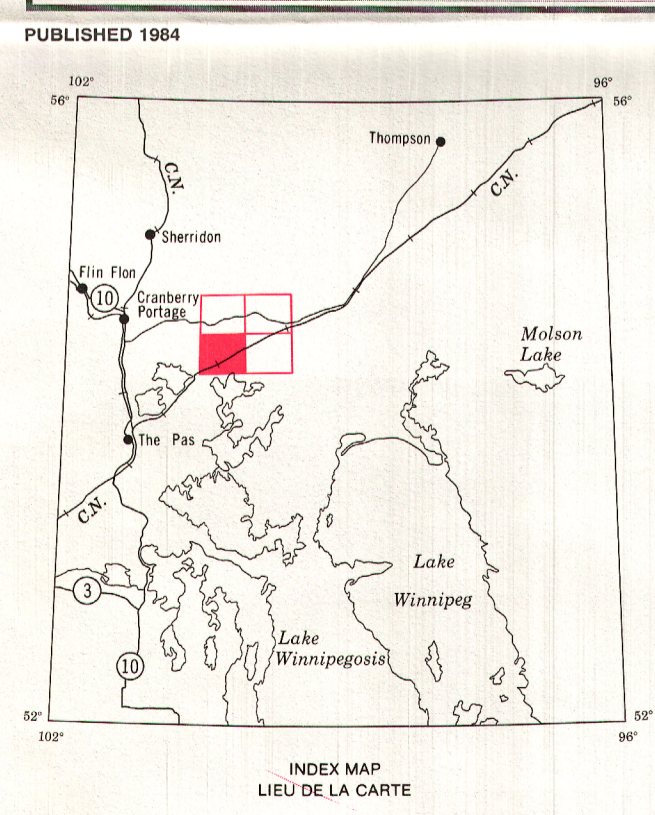 PUBLISHED 1984
102° 96°
56° 56°
Thompson
C.N.
C.N.
Sherridon
Flin Flon
10
Cranberry
Portage
Molson
Lake
The Pas
C.N.
Lake
Winnipeg
3
Lake
Winnipegosis
10
52° 52°
102° 96°
INDEX MAP
LIEU DE LA CARTE